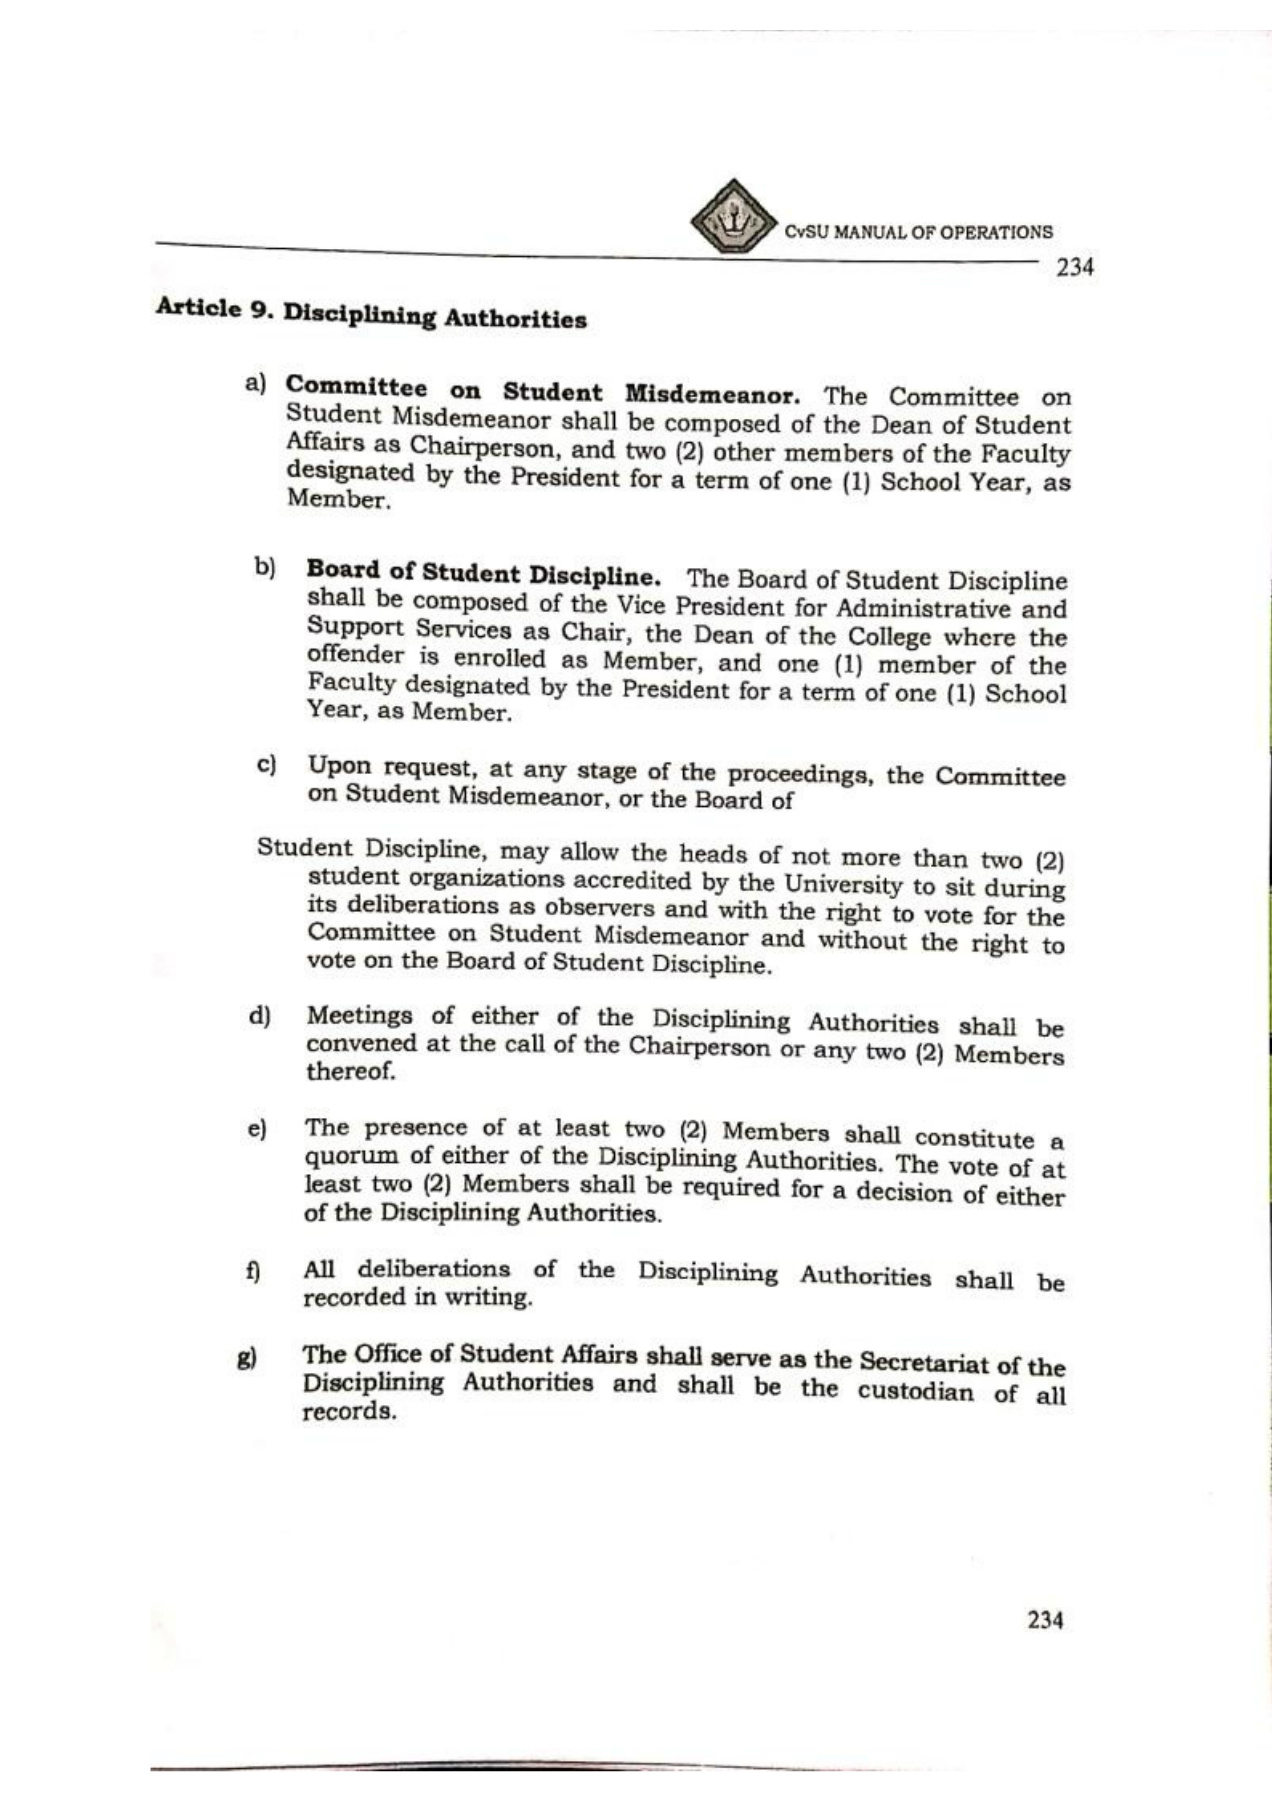 CvSU MANUAL OF OPERATIONS
234
Article 9. Disciplining Authorities
a) Committee on Student Misdemeanor. The Committee on
Student Misdemeanor shall be composed of the Dean of Student
Affairs as Chairperson, and two (2) other members of the Faculty
designated by the President for a term of one (1) School Year, as
Member.
b) Board of Student Discipline. The Board of Student Discipline
shall be composed of the Vice President for Administrative and
Support Services as Chair, the Dean of the College where the
offender is enrolled as Member, and one (1) member of the
Faculty designated by the President for a term of one (1) School
Year, as Member.
c) Upon request, at any stage of the proceedings, the Committee
on Student Misdemeanor, or the Board of
Student Discipline, may allow the heads of not more than two (2)
student organizations accredited by the University to sit during
its deliberations as observers and with the right to vote for the
Committee on Student Misdemeanor and without the right to
vote on the Board of Student Discipline.
d) Meetings of either of the Disciplining Authorities shall be
convened at the call of the Chairperson or any two (2) Members
thereof.
e) The presence of at least two (2) Members shall constitute a
quorum of either of the Disciplining Authorities. The vote of at
least two (2) Members shall be required for a decision of either
of the Disciplining Authorities.
f) All deliberations of the Disciplining Authorities shall be
recorded in writing.
g) The Office of Student Affairs shall serve as the Secretariat of the
Disciplining Authorities and shall be the custodian of all
records.
234